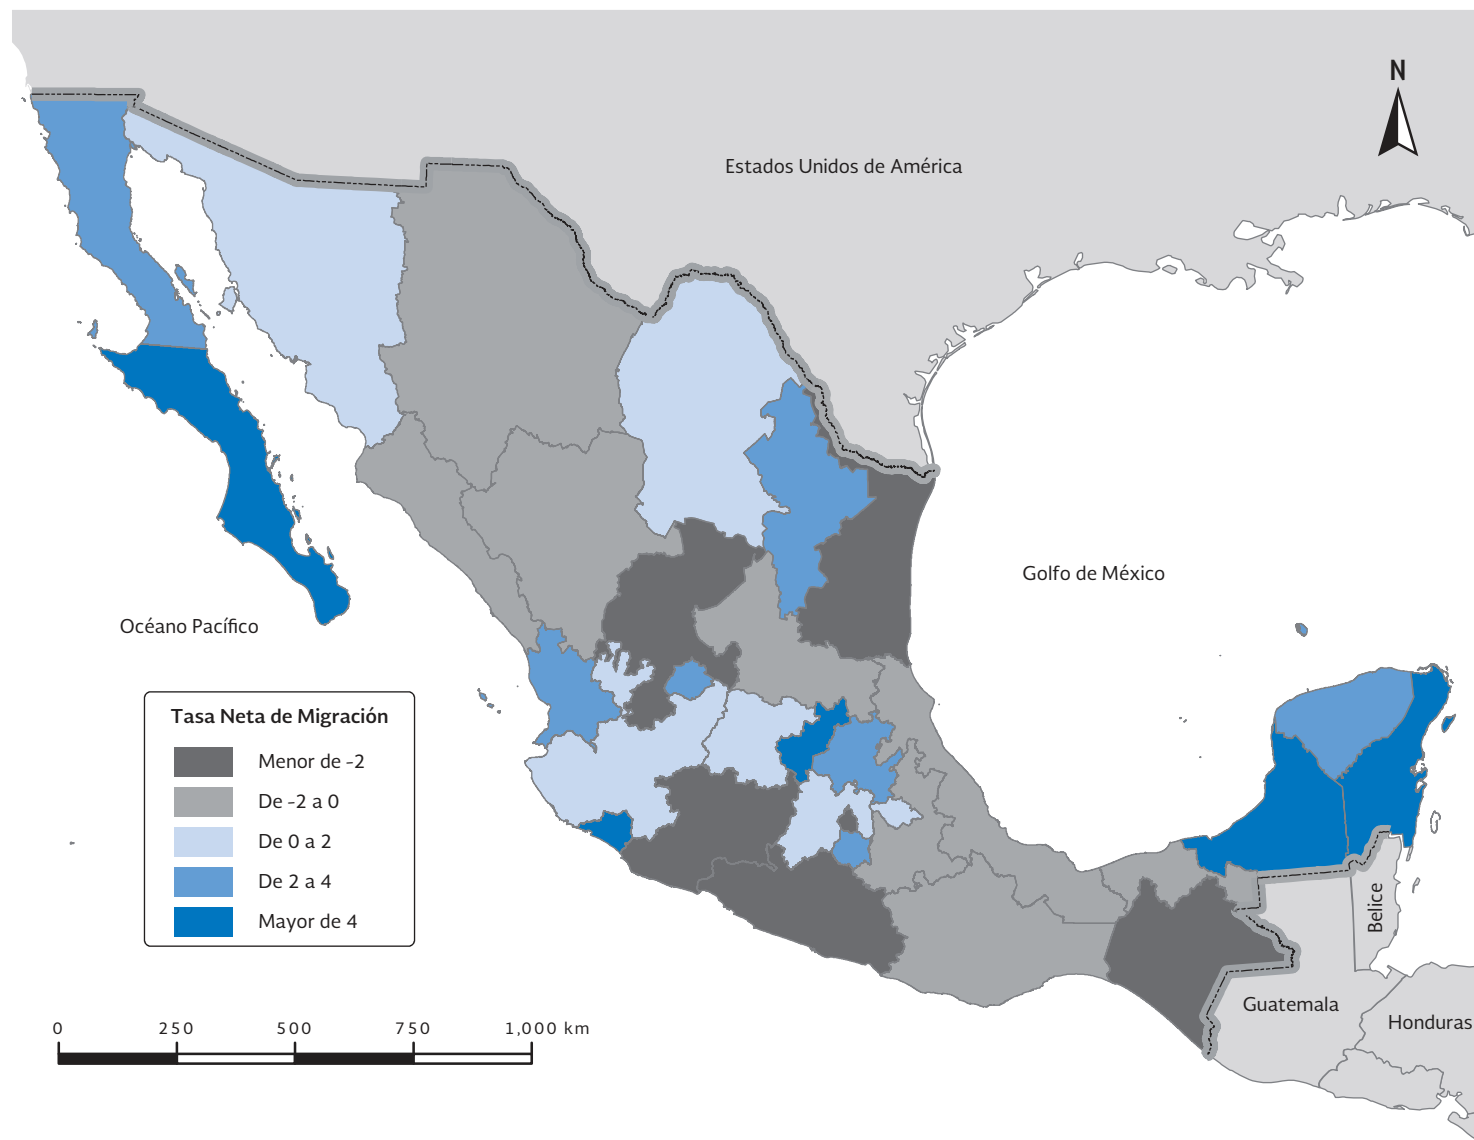 N
Estados Unidos de América
Golfo de México
Océano Pacífico
Tasa Neta de Migración
Menor de -2
De -2 a 0
De 0 a 2
De 2 a 4
Mayor de 4
Belice
Guatemala
Honduras
0 250 500 750 1,000 km